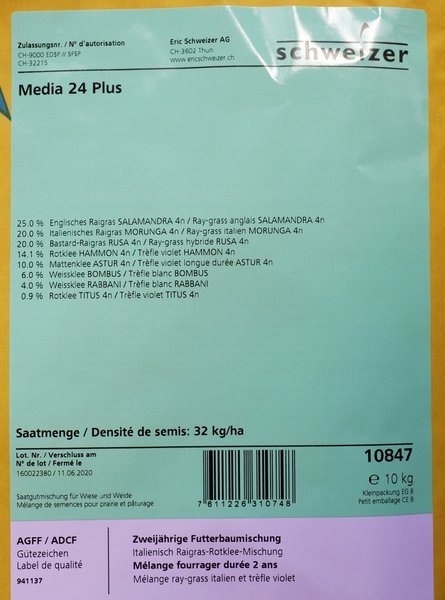 Zulassungsnr. / N° d'autorisation
CH-9000 EDSP // SFSP
CH-32215
Eric Schweizer AG
CH-3602 Thun
www.ericschweizer.ch
schweizer
Media 24 Plus
25.0 % Englisches Raigras SALAMANDRA 4n / Ray-grass anglais SALAMANDRA 4n
20.0 % Italienisches Raigras MORUNGA 4n / Ray-grass italien MORUNGA 4n
20.0 % Bastard-Raigras RUSA 4n / Ray-grass hybride RUSA 4n
14.1 % Rotklee HAMMON 4n / Trèfle violet HAMMON 4n
10.0 % Mattenklee ASTUR 4n / Trèfle violet longue durée ASTUR 4n
6.0 % Weissklee BOMBUS / Trèfle blanc BOMBUS
4.0 % Weissklee RABBANI / Trèfle blanc RABBANI
0.9 % Rotklee TITUS 4n / Trèfle violet TITUS 4n
Saatmenge / Densité de semis: 32 kg/ha
Lot. Nr. / Verschluss am
N° de lot / Fermé le
160022380 / 11.06.2020
10847
e 10 kg
Kleinpackung EG B
Petit emballage CE B
7611226310748
Saatgutmischung für Wiese und Weide
Mélange de semences pour prairie et pâturage
AGFF / ADCF
Gütezeichen
Label de qualité
941137
Zweijährige Futterbaumischung
Italienisch Raigras-Rotklee-Mischung
Mélange fourrager durée 2 ans
Mélange ray-grass italien et trèfle violet